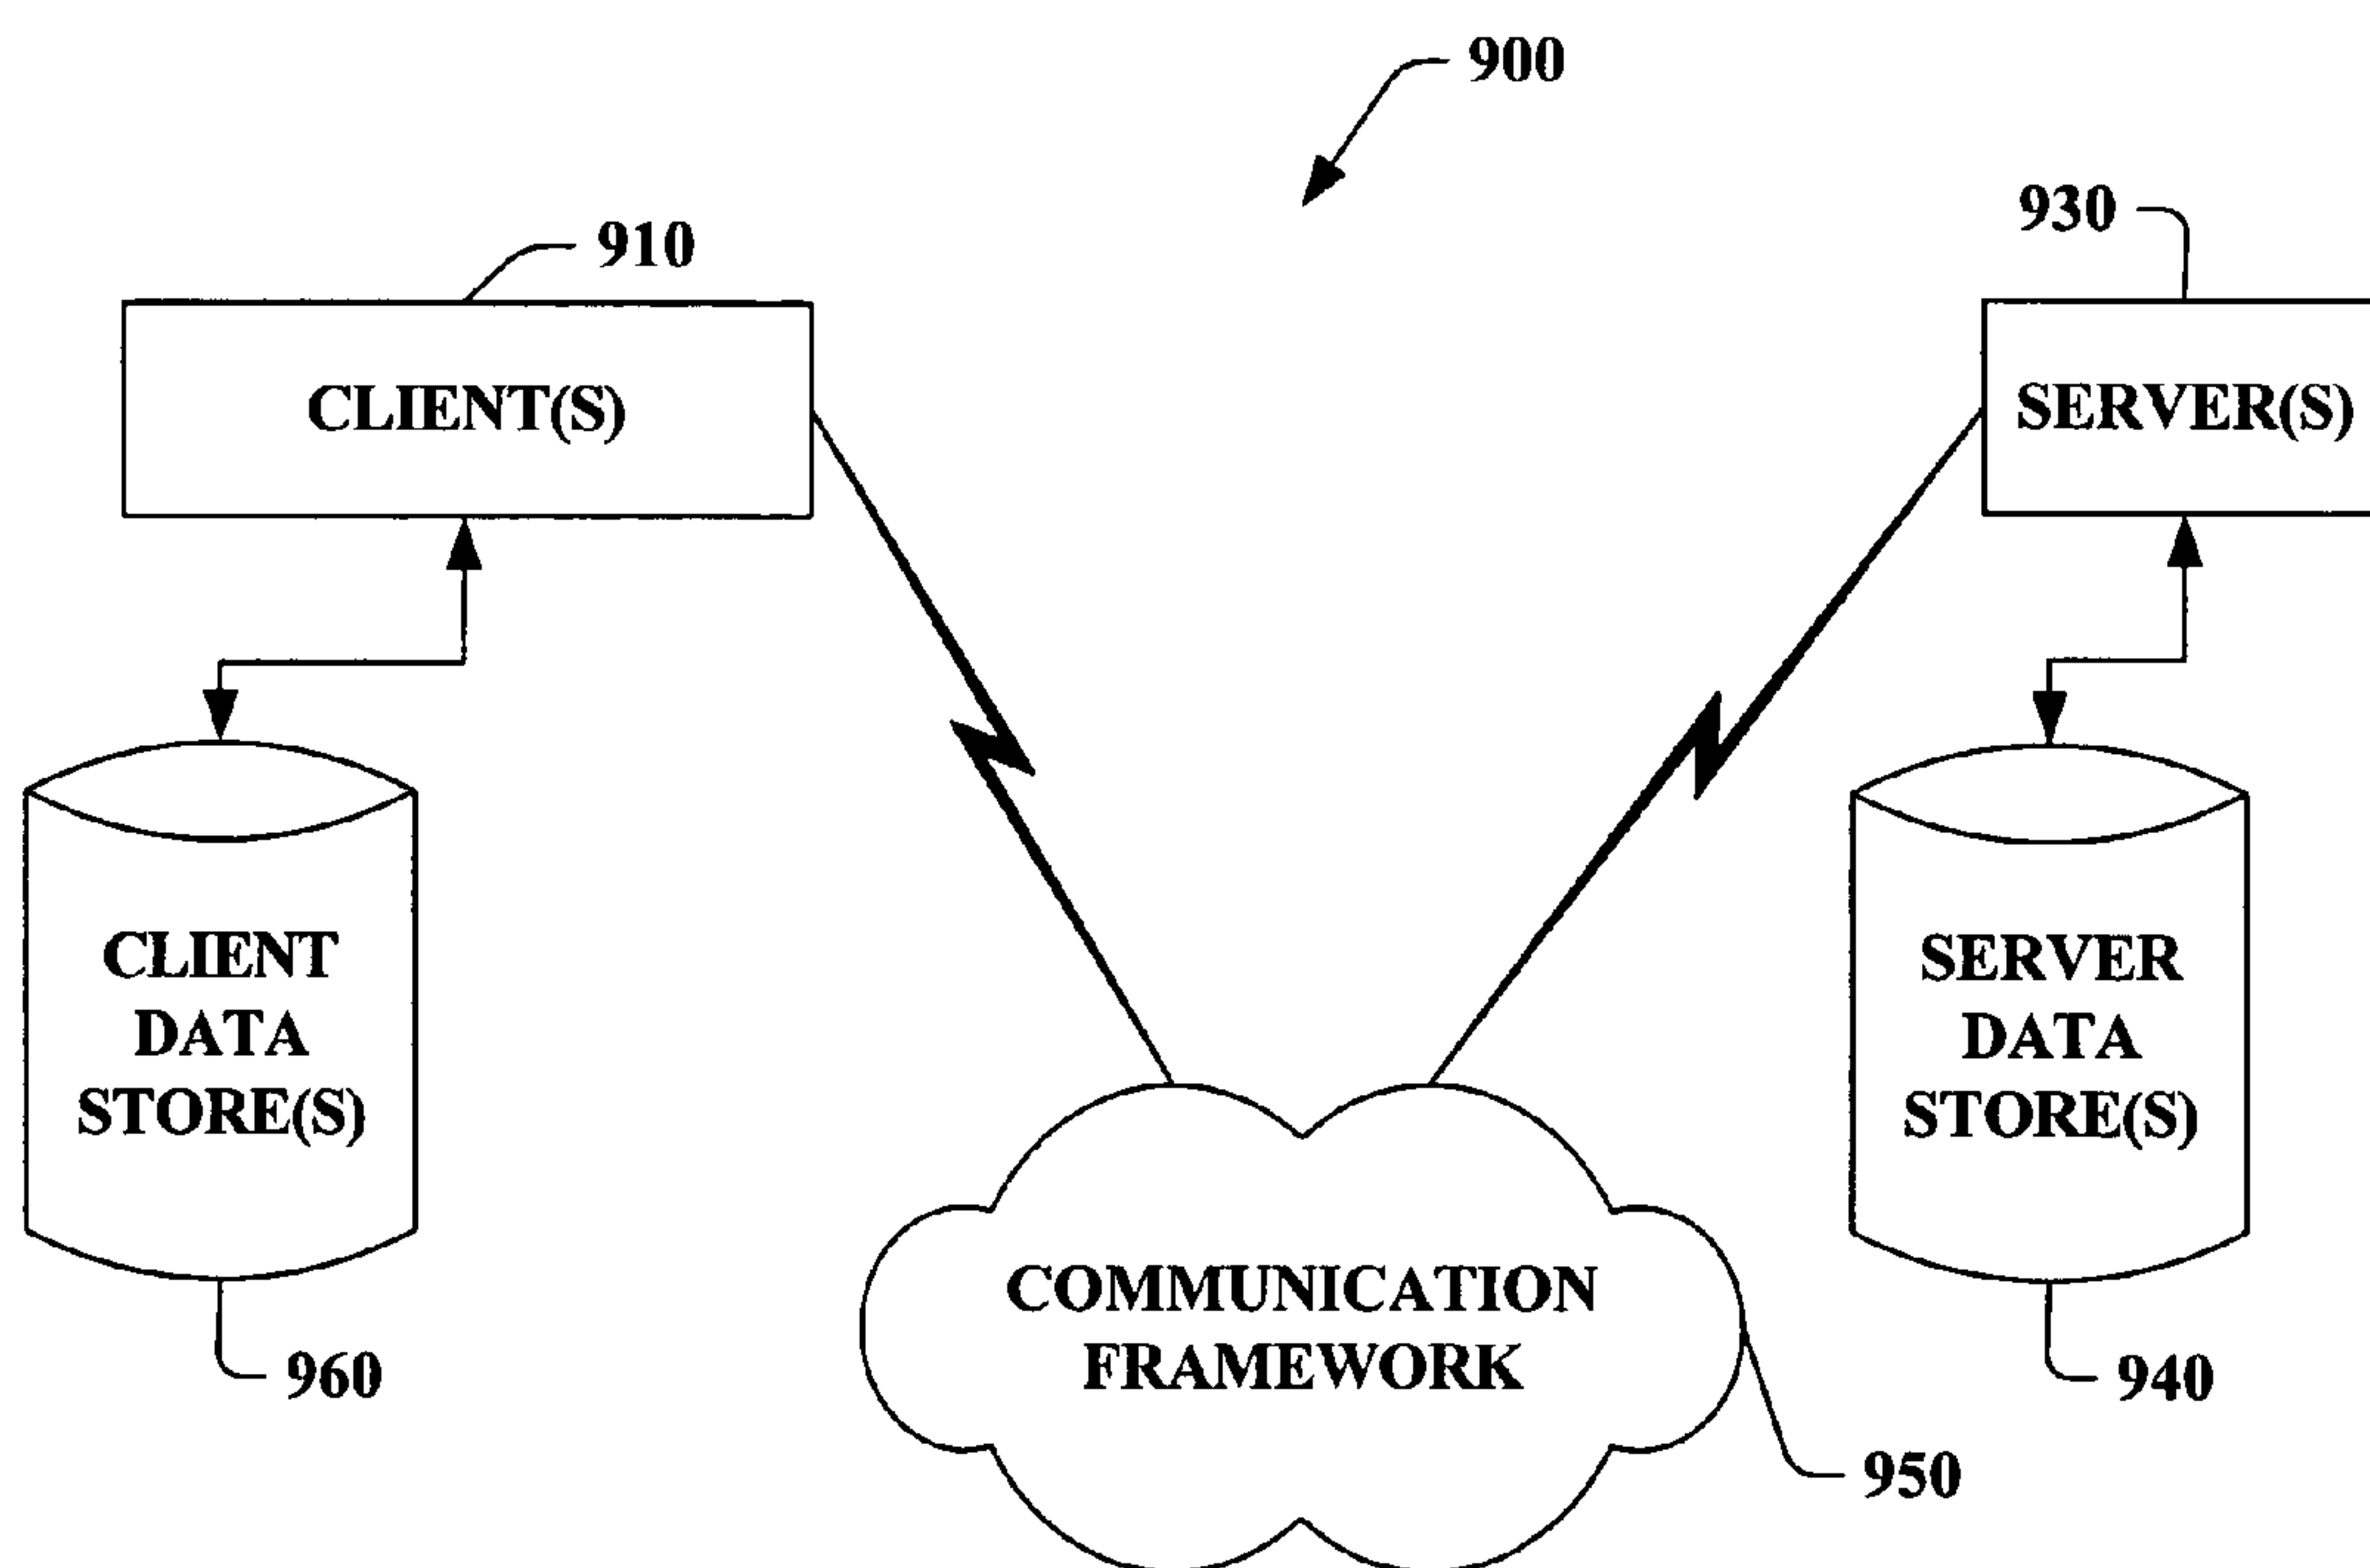 900
910
930
CLIENT(S)
SERVER(S)
CLIENT
DATA
STORE(S)
SERVER
DATA
STORE(S)
COMMUNICATION
FRAMEWORK
960
940
950